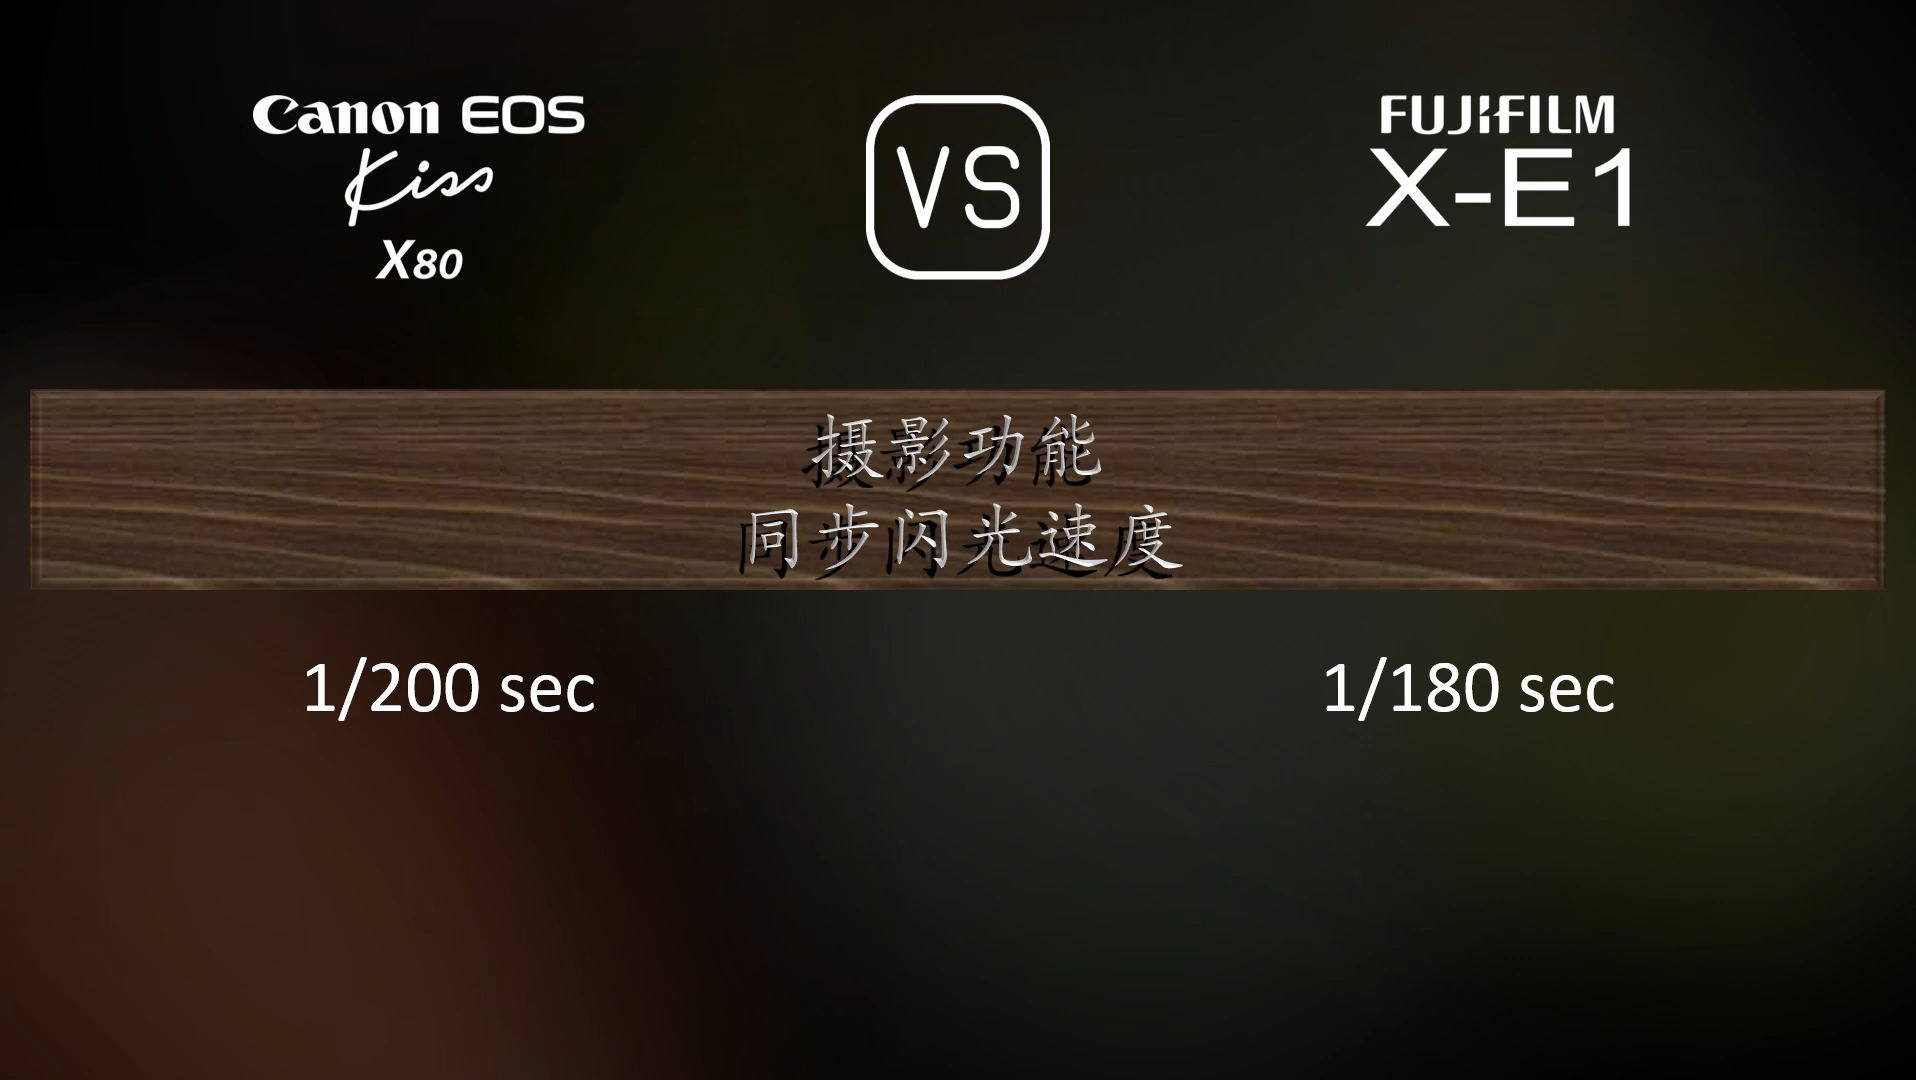 Canon EOS
Kiss
X80
VS
FUJIFILM
X-E1
摄影功能
同步闪光速度
1/200 sec
1/180 sec